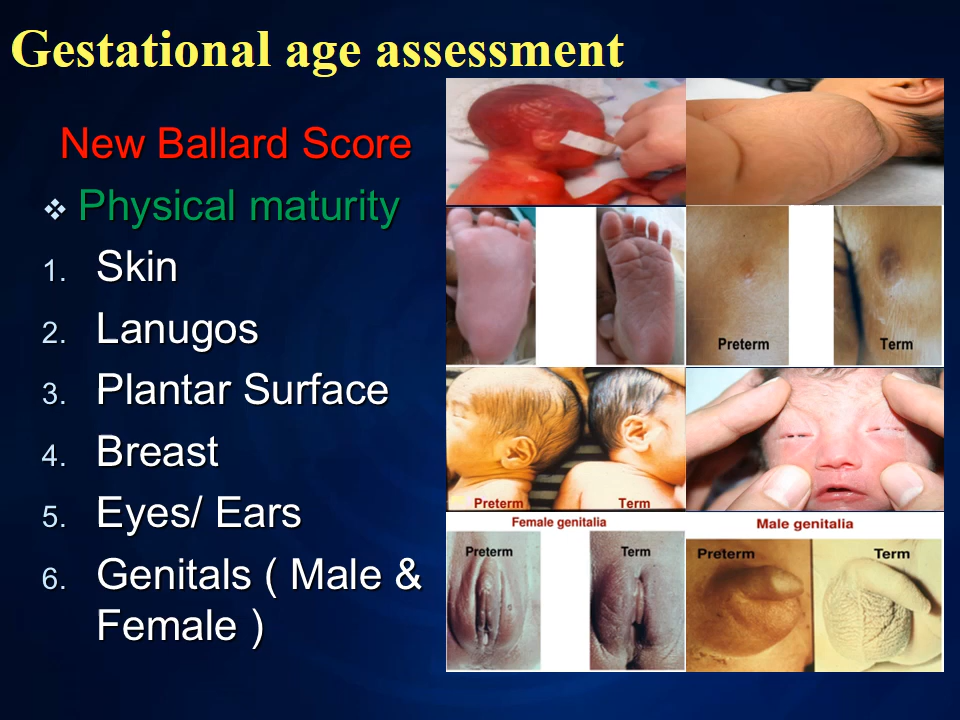 Gestational age assessment
New Ballard Score
❖ Physical maturity
1. Skin
2. Lanugos
3. Plantar Surface
4. Breast
5. Eyes/ Ears
6. Genitals ( Male &
Female )
Preterm
Term
Preterm
Term
Female genitalia
Preterm
Term
Male genitalia
Preterm
Term